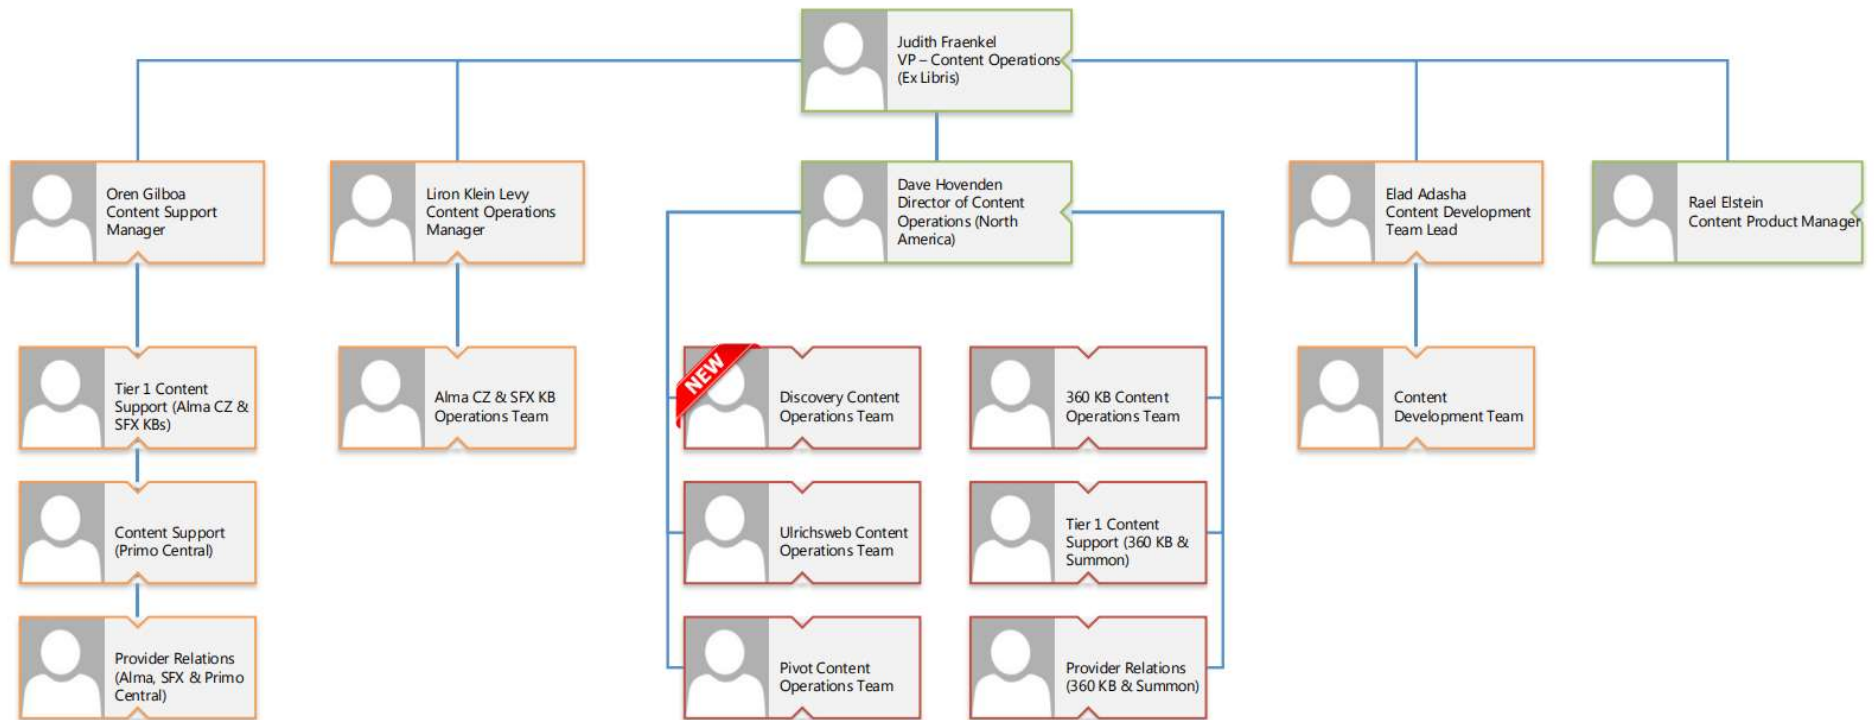 Judith Fraenkel
VP – Content Operations
(Ex Libris)
Oren Gilboa
Content Support
Manager
Liron Klein Levy
Content Operations
Manager
Dave Hovenden
Director of Content
Operations (North
America)
Elad Adasha
Content Development
Team Lead
Rael Elstein
Content Product Manager
Tier 1 Content
Support (Alma CZ &
SFX KBs)
Alma CZ & SFX KB
Operations Team
NEW
Discovery Content
Operations Team
360 KB Content
Operations Team
Content
Development Team
Content Support
(Primo Central)
Ulrichsweb Content
Operations Team
Tier 1 Content
Support (360 KB &
Summon)
Provider Relations
(Alma, SFX & Primo
Central)
Pivot Content
Operations Team
Provider Relations
(360 KB & Summon)